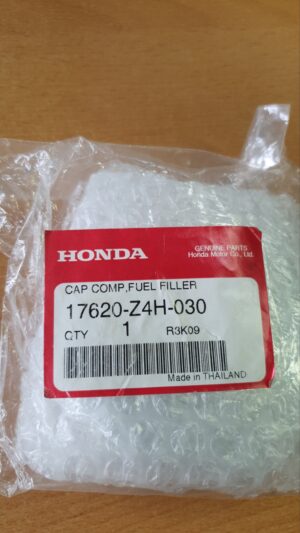 HONDA
GENUINE PARTS
Honda Motor Co., Ltd.
CAP COMP,FUEL FILLER
17620-Z4H-030
QTY 1 R3K09
Made in THAILAND